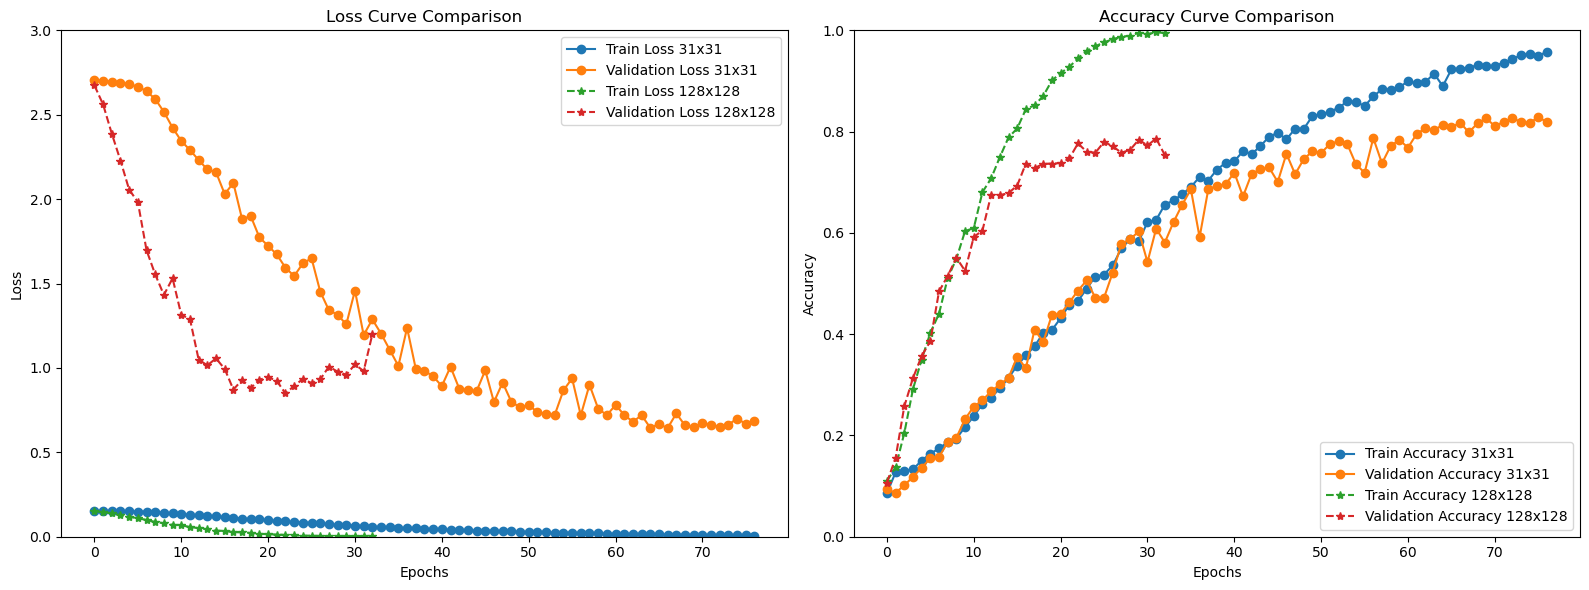 Loss Curve Comparison
3.0
2.5
2.0
1.5
1.0
0.5
0.0
Loss
0 10 20 30 40 50 60 70
Epochs
Train Loss 31x31
Validation Loss 31x31
Train Loss 128x128
Validation Loss 128x128
Accuracy Curve Comparison
1.0
0.8
0.6
0.4
0.2
0.0
Accuracy
0 10 20 30 40 50 60 70
Epochs
Train Accuracy 31x31
Validation Accuracy 31x31
Train Accuracy 128x128
Validation Accuracy 128x128